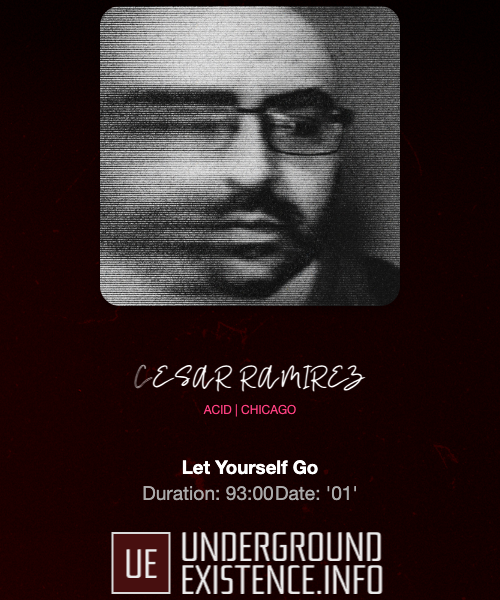 CESAR RAMIREZ
ACID | CHICAGO
Let Yourself Go
Duration: 93:00Date: '01'
UE
UNDERGROUND
EXISTENCE.INFO